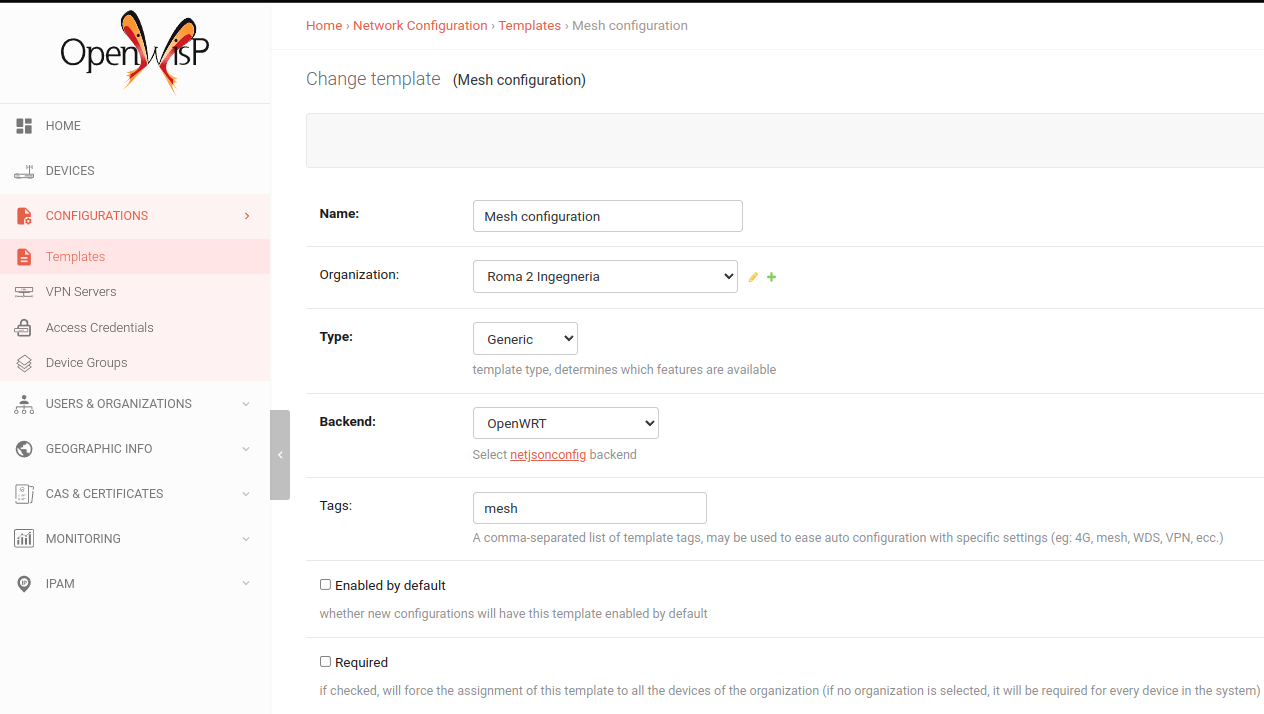 OpenWISP
Home › Network Configuration › Templates › Mesh configuration
Change template (Mesh configuration)
HOME
DEVICES
CONFIGURATIONS
Templates
VPN Servers
Access Credentials
Device Groups
USERS & ORGANIZATIONS
GEOGRAPHIC INFO
CAS & CERTIFICATES
MONITORING
IPAM
Name: Mesh configuration
Organization: Roma 2 Ingegneria
Type: Generic
template type, determines which features are available
Backend: OpenWRT
Select netjsonconfig backend
Tags: mesh
A comma-separated list of template tags, may be used to ease auto configuration with specific settings (eg: 4G, mesh, WDS, VPN, ecc.)
Enabled by default
whether new configurations will have this template enabled by default
Required
if checked, will force the assignment of this template to all the devices of the organization (if no organization is selected, it will be required for every device in the system)